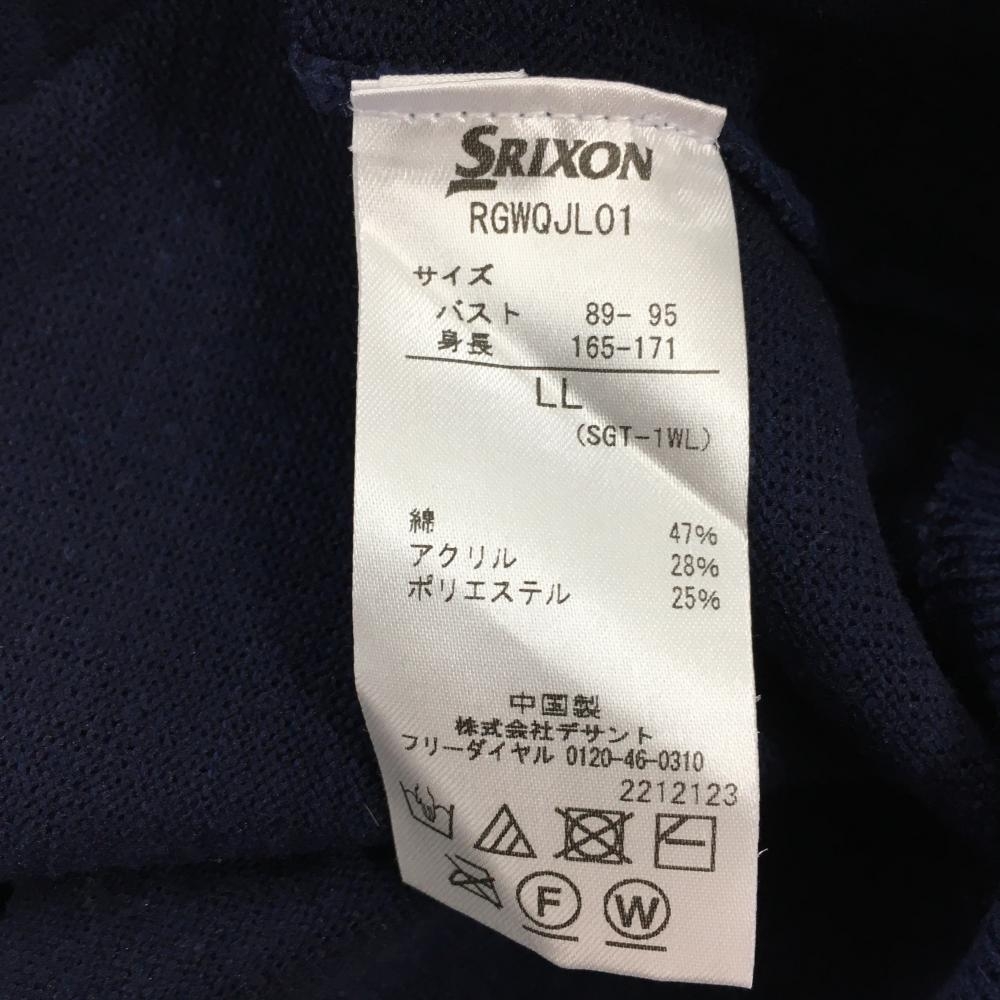 SRIXON
RGWQJL01
サイズ
バスト 89- 95
身長 165-171
LL
(SGT-1WL)
綿 47%
アクリル 28%
ポリエステル 25%
中国製
株式会社デサント
フリーダイヤル 0120-46-0310
2212123
F W